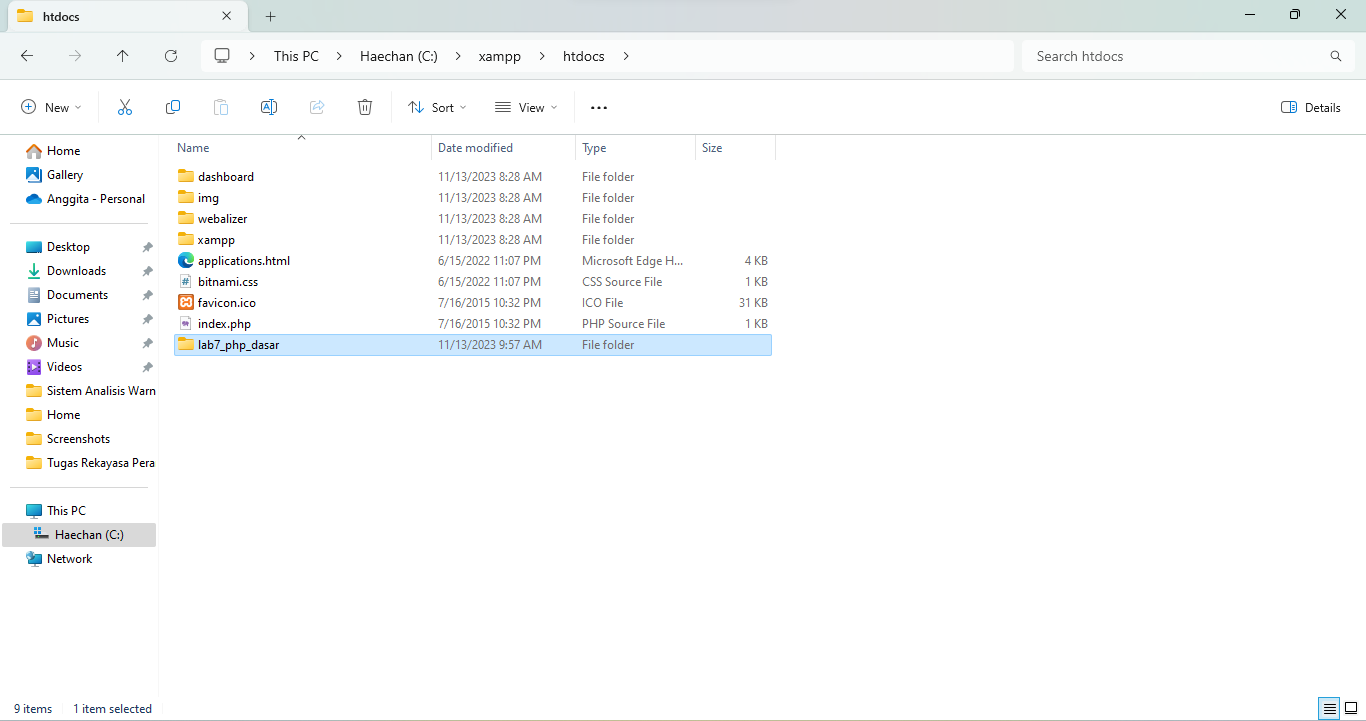 htdocs
This PC Haechan (C:) xampp htdocs Search htdocs
New Sort View Details
Home
Gallery
Anggita - Personal
Desktop
Downloads
Documents
Pictures
Music
Videos
Sistem Analisis Warn
Home
Screenshots
Tugas Rekayasa Pera
This PC
Haechan (C:)
Network
Name Date modified Type Size
dashboard 11/13/2023 8:28 AM File folder
img 11/13/2023 8:28 AM File folder
webalizer 11/13/2023 8:28 AM File folder
xampp 11/13/2023 8:28 AM File folder
applications.html 6/15/2022 11:07 PM Microsoft Edge H... 4 KB
bitnami.css 6/15/2022 11:07 PM CSS Source File 1 KB
favicon.ico 7/16/2015 10:32 PM ICO File 31 KB
index.php 7/16/2015 10:32 PM PHP Source File 1 KB
lab7_php_dasar 11/13/2023 9:57 AM File folder
9 items 1 item selected